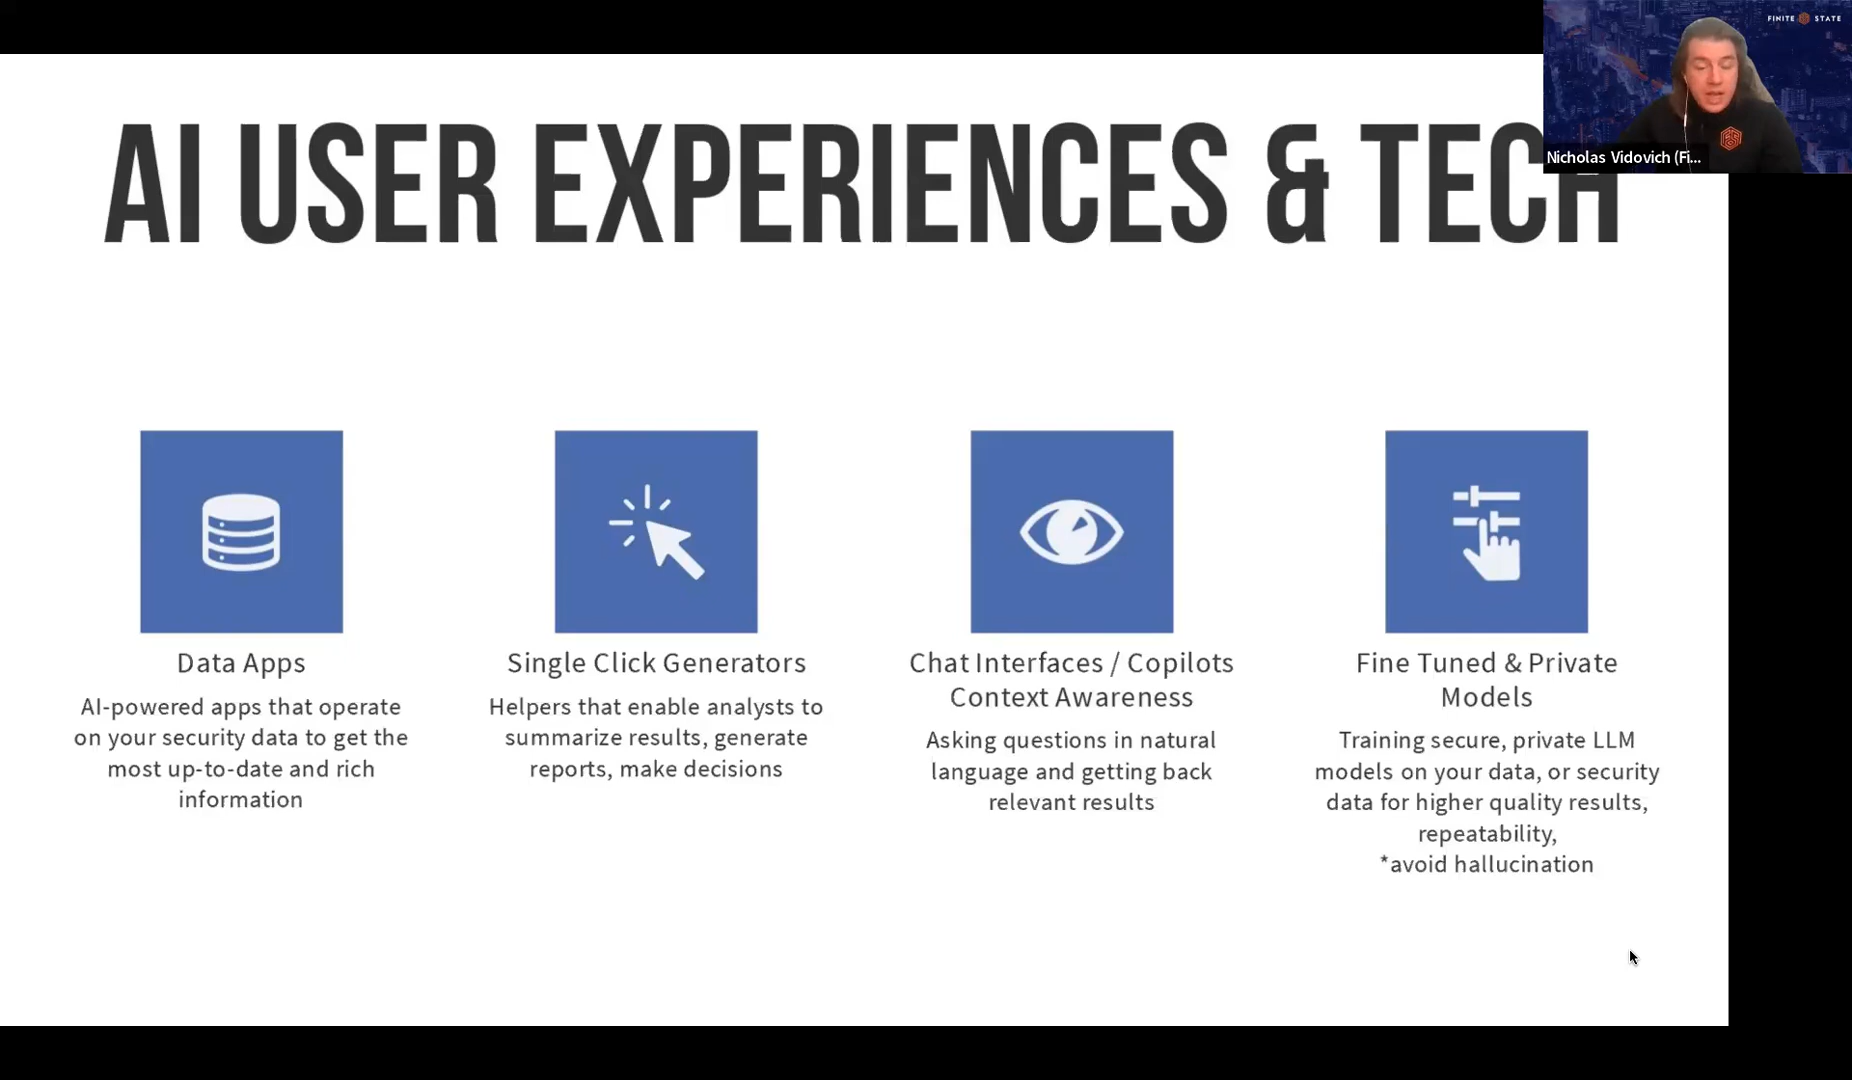 FINITE STATE
AI USER EXPERIENCES & TECH
Nicholas Vidovich (Fi...
Data Apps
AI-powered apps that operate
on your security data to get the
most up-to-date and rich
information
Single Click Generators
Helpers that enable analysts to
summarize results, generate
reports, make decisions
Chat Interfaces / Copilots
Context Awareness
Asking questions in natural
language and getting back
relevant results
Fine Tuned & Private
Models
Training secure, private LLM
models on your data, or security
data for higher quality results,
repeatability,
*avoid hallucination